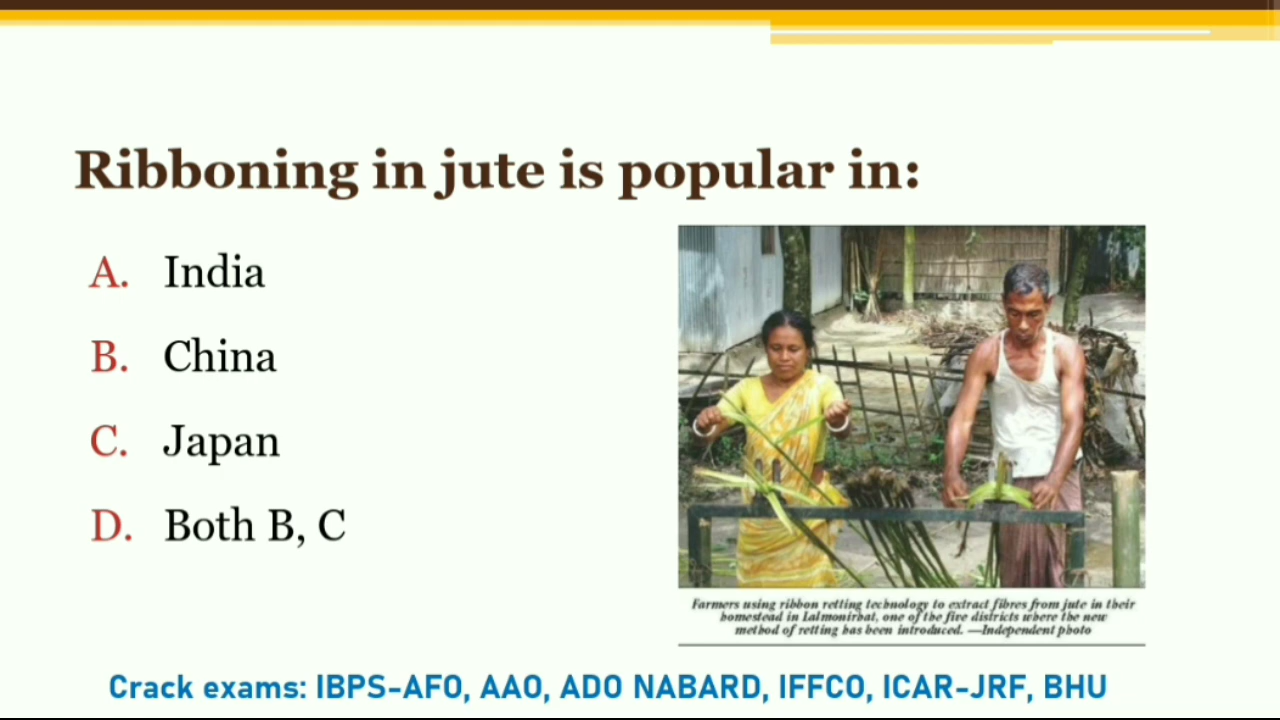 Ribboning in jute is popular in:
A. India
B. China
C. Japan
D. Both B, C
Farmers using ribbon retting technology to extract fibres from jute in their
homestead in Lalmonirhat, one of the five districts where the new
method of retting has been introduced. —Independent photo
Crack exams: IBPS-AFO, AAO, ADO NABARD, IFFCO, ICAR-JRF, BHU